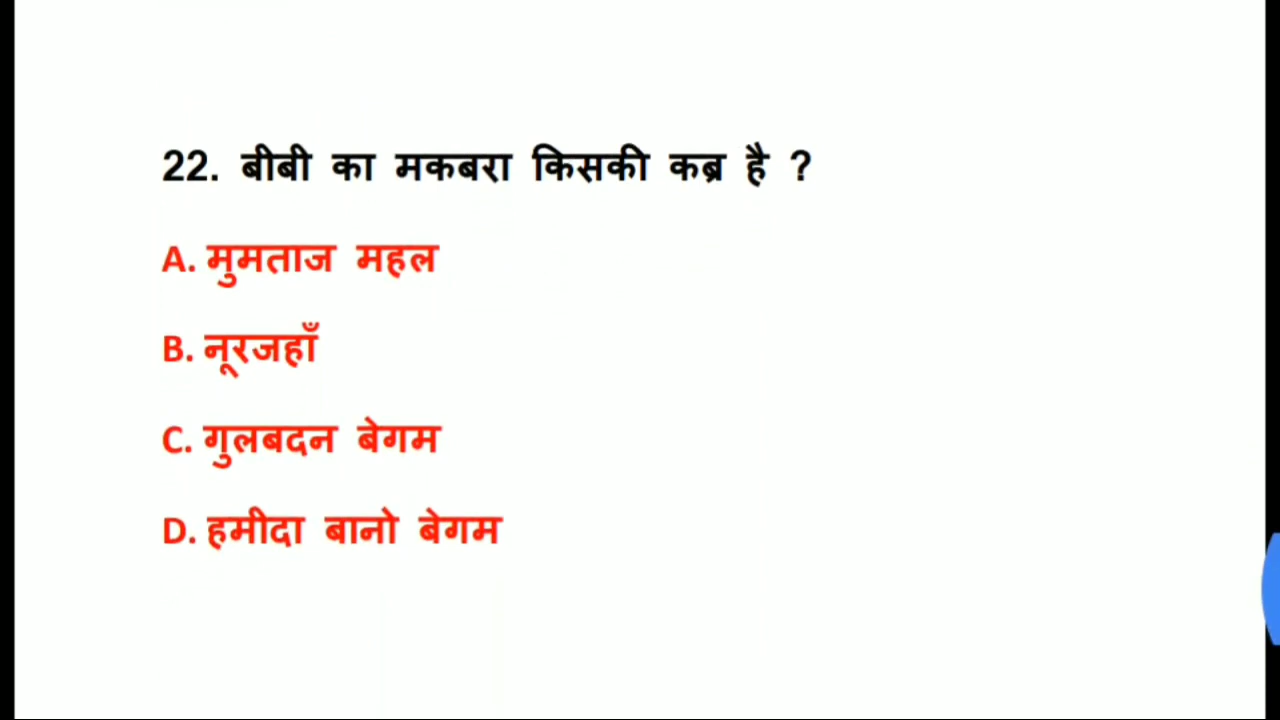 22. बीबी का मकबरा किसकी कब्र है ?
A. मुमताज महल
B. नूरजहाँ
C. गुलबदन बेगम
D. हमीदा बानो बेगम